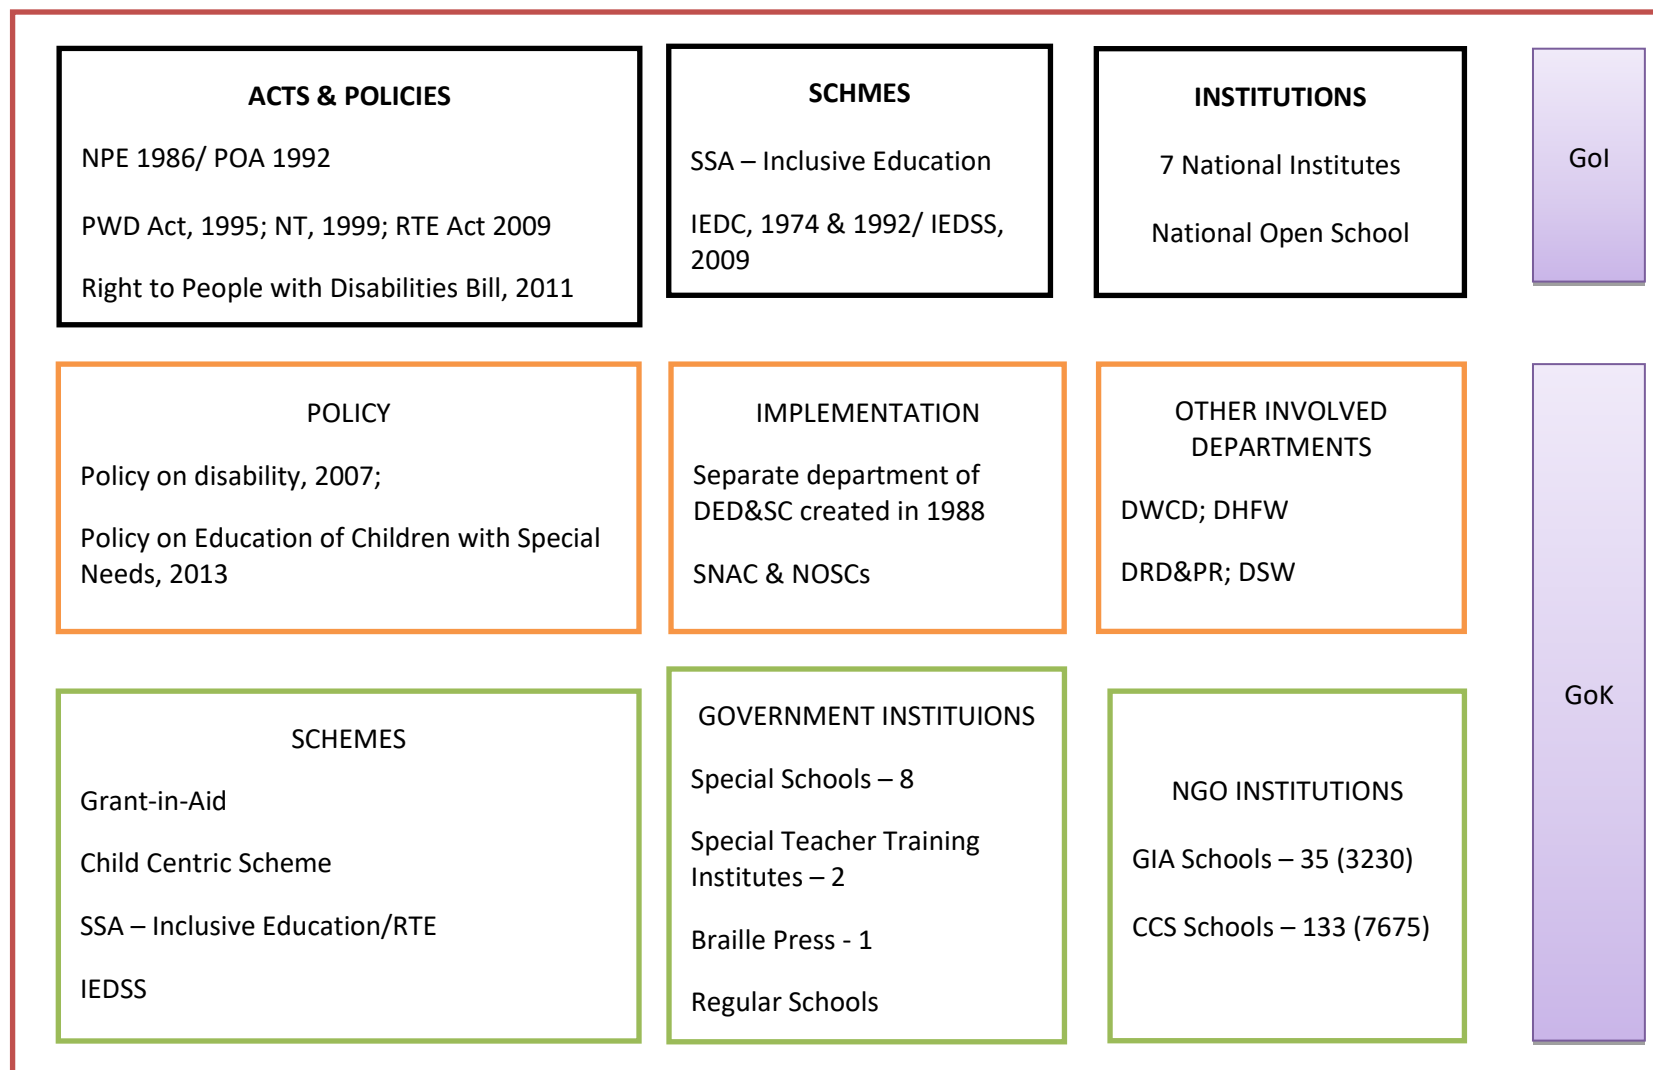 ACTS & POLICIES
NPE 1986/ POA 1992
PWD Act, 1995; NT, 1999; RTE Act 2009
Right to People with Disabilities Bill, 2011
SCHMES
SSA – Inclusive Education
IEDC, 1974 & 1992/ IEDSS,
2009
INSTITUTIONS
7 National Institutes
National Open School
GoI
POLICY
Policy on disability, 2007;
Policy on Education of Children with Special
Needs, 2013
IMPLEMENTATION
Separate department of
DED&SC created in 1988
SNAC & NOSCs
OTHER INVOLVED
DEPARTMENTS
DWCD; DHFW
DRD&PR; DSW
GoK
SCHEMES
Grant-in-Aid
Child Centric Scheme
SSA – Inclusive Education/RTE
IEDSS
GOVERNMENT INSTITUIONS
Special Schools – 8
Special Teacher Training
Institutes – 2
Braille Press - 1
Regular Schools
NGO INSTITUTIONS
GIA Schools – 35 (3230)
CCS Schools – 133 (7675)